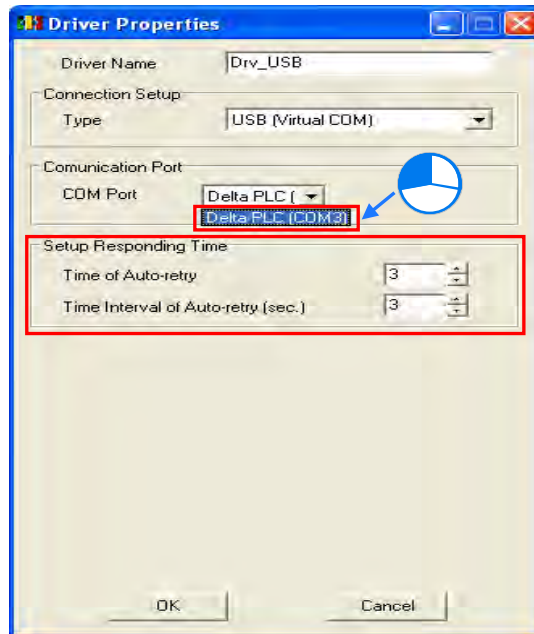 Driver Properties
Driver Name Drv_USB
Connection Setup
Type USB (Virtual COM)
Comunication Port
COM Port Delta PLC (
Delta PLC (COM3)
Setup Responding Time
Time of Auto-retry 3
Time Interval of Auto-retry (sec.) 3
OK Cancel